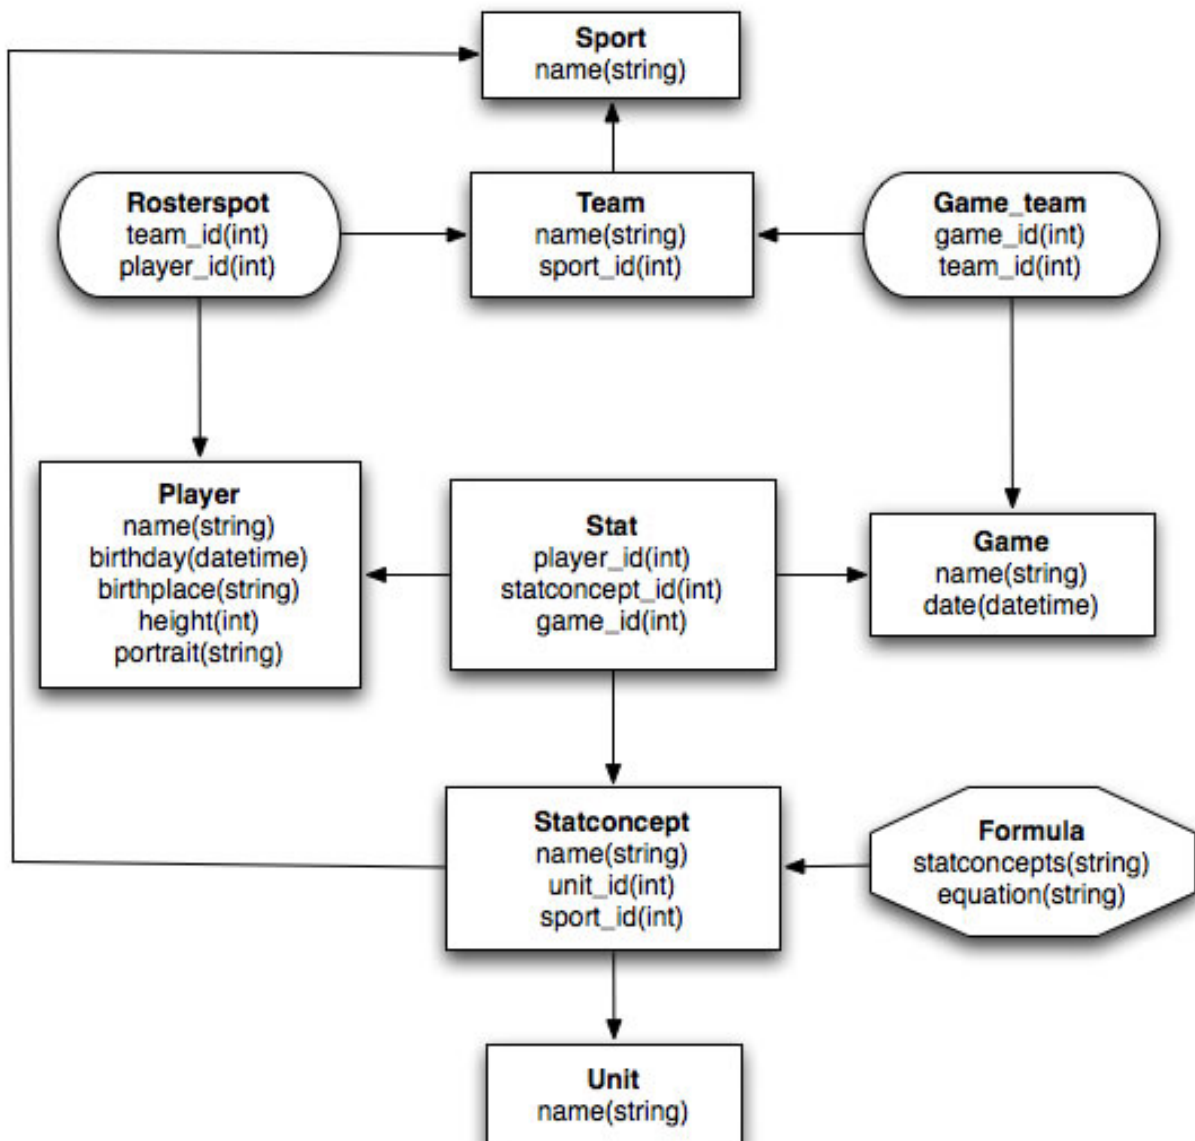 Sport
name(string)
Rosterspot
team_id(int)
player_id(int)
Team
name(string)
sport_id(int)
Game_team
game_id(int)
team_id(int)
Player
name(string)
birthday(datetime)
birthplace(string)
height(int)
portrait(string)
Stat
player_id(int)
statconcept_id(int)
game_id(int)
Game
name(string)
date(datetime)
Statconcept
name(string)
unit_id(int)
sport_id(int)
Formula
statconcepts(string)
equation(string)
Unit
name(string)